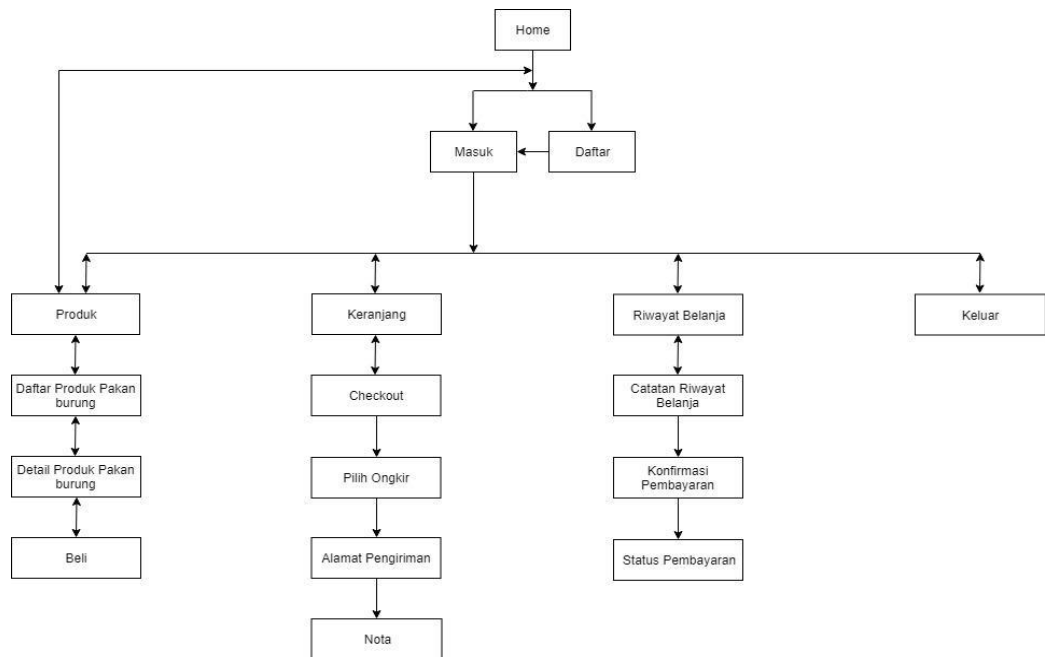 Home
Masuk
Daftar
Produk
Keranjang
Riwayat Belanja
Keluar
Daftar Produk Pakan
burung
Checkout
Catatan Riwayat
Belanja
Detail Produk Pakan
burung
Pilih Ongkir
Konfirmasi
Pembayaran
Beli
Alamat Pengiriman
Status Pembayaran
Nota